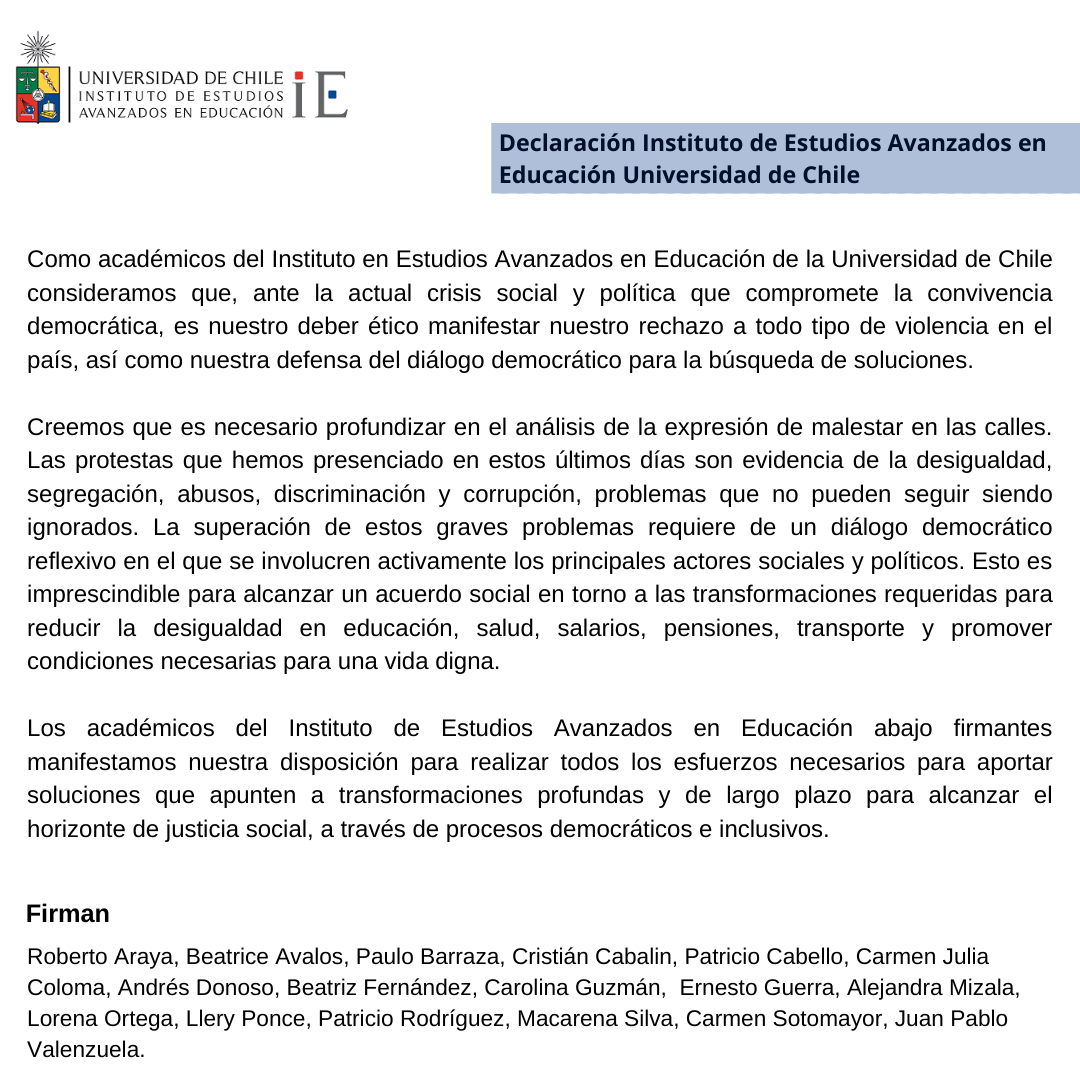 UNIVERSIDAD DE CHILE
INSTITUTO DE ESTUDIOS
AVANZADOS EN EDUCACIÓN
iE
Declaración Instituto de Estudios Avanzados en
Educación Universidad de Chile
Como académicos del Instituto en Estudios Avanzados en Educación de la Universidad de Chile
consideramos que, ante la actual crisis social y política que compromete la convivencia
democrática, es nuestro deber ético manifestar nuestro rechazo a todo tipo de violencia en el
país, así como nuestra defensa del diálogo democrático para la búsqueda de soluciones.
Creemos que es necesario profundizar en el análisis de la expresión de malestar en las calles.
Las protestas que hemos presenciado en estos últimos días son evidencia de la desigualdad,
segregación, abusos, discriminación y corrupción, problemas que no pueden seguir siendo
ignorados. La superación de estos graves problemas requiere de un diálogo democrático
reflexivo en el que se involucren activamente los principales actores sociales y políticos. Esto es
imprescindible para alcanzar un acuerdo social en torno a las transformaciones requeridas para
reducir la desigualdad en educación, salud, salarios, pensiones, transporte y promover
condiciones necesarias para una vida digna.
Los académicos del Instituto de Estudios Avanzados en Educación abajo firmantes
manifestamos nuestra disposición para realizar todos los esfuerzos necesarios para aportar
soluciones que apunten a transformaciones profundas y de largo plazo para alcanzar el
horizonte de justicia social, a través de procesos democráticos e inclusivos.
Firman
Roberto Araya, Beatrice Avalos, Paulo Barraza, Cristián Cabalin, Patricio Cabello, Carmen Julia
Coloma, Andrés Donoso, Beatriz Fernández, Carolina Guzmán,  Ernesto Guerra, Alejandra Mizala,
Lorena Ortega, Llery Ponce, Patricio Rodríguez, Macarena Silva, Carmen Sotomayor, Juan Pablo
Valenzuela.